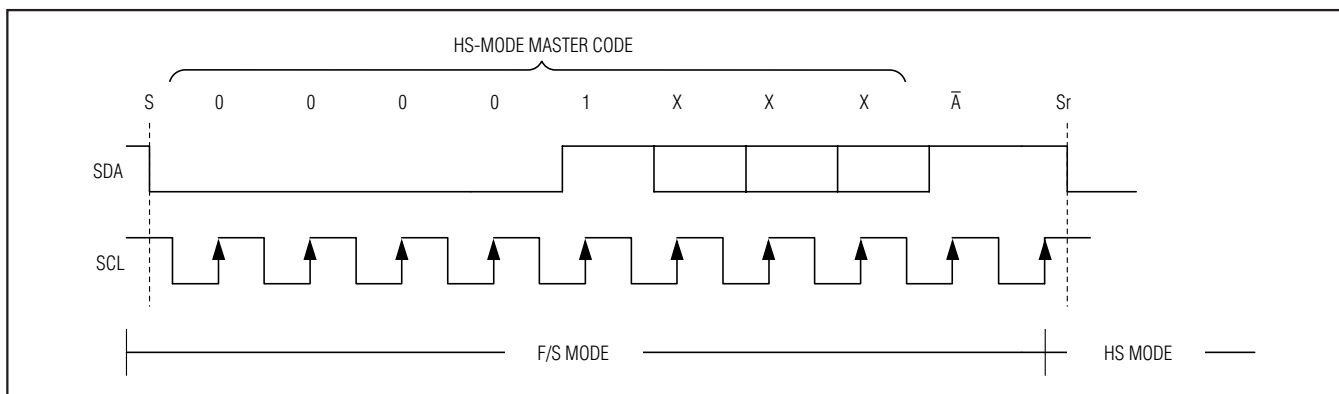 HS-MODE MASTER CODE
S 0 0 0 0 1 X X X A̅ Sr
SDA
SCL
F/S MODE HS MODE